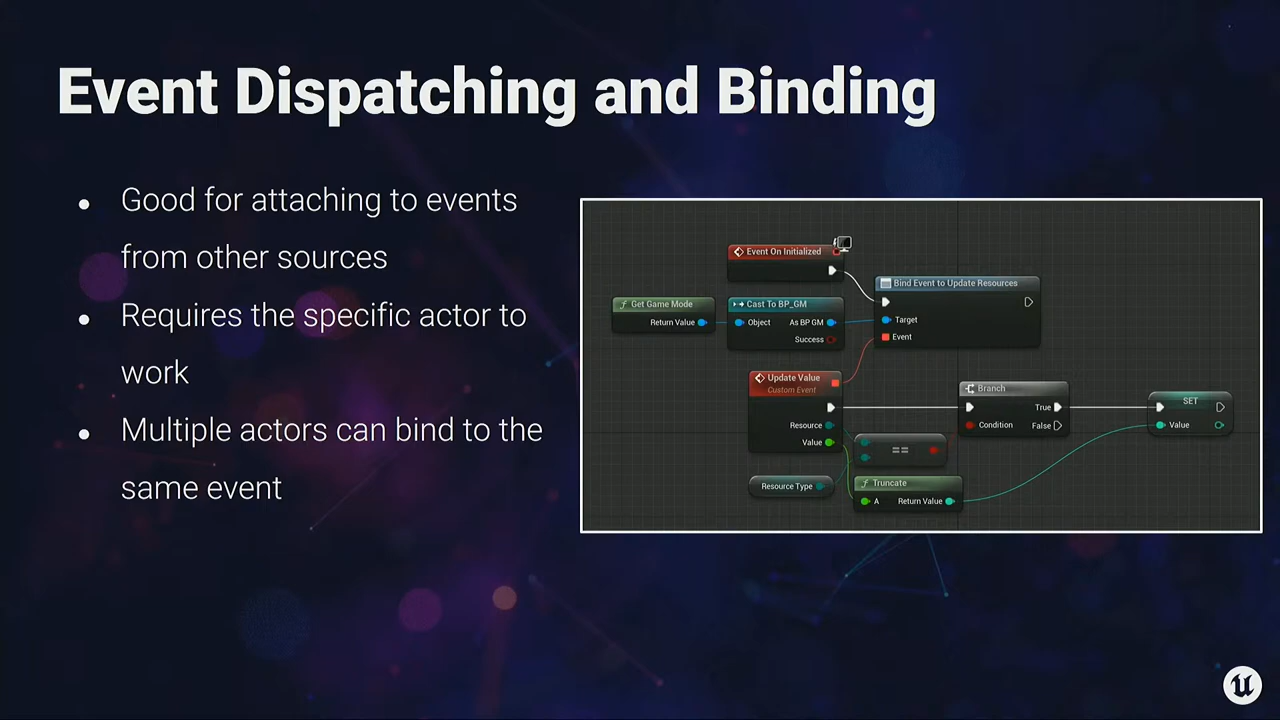 Event Dispatching and Binding
● Good for attaching to events
from other sources
● Requires the specific actor to
work
● Multiple actors can bind to the
same event
Event On Initialized
Bind Event to Update Resources
Target
Event
f Get Game Mode
Return Value
Cast To BP_GM
Object As BP GM
Success
Update Value
Custom Event
Resource
Value
Resource Type
==
f Truncate
A Return Value
Branch
True
Condition False
SET
Value